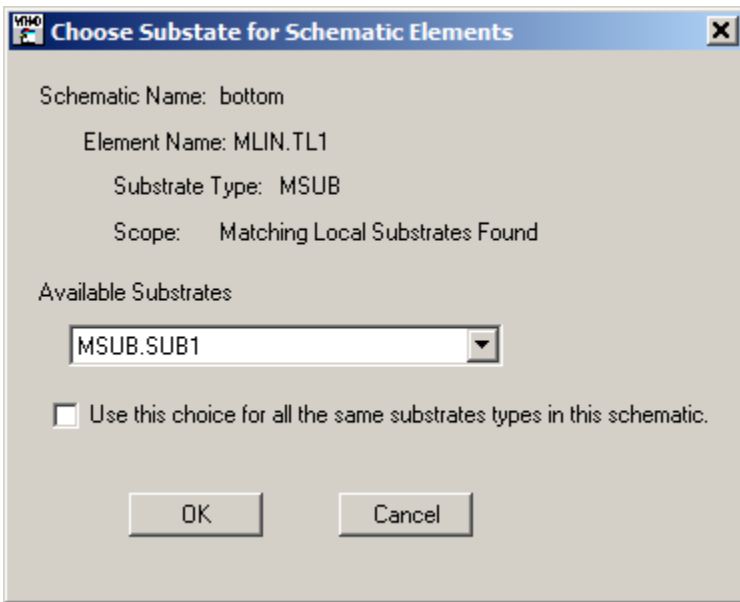 Choose Substate for Schematic Elements
Schematic Name: bottom
Element Name: MLIN.TL1
Substrate Type: MSUB
Scope: Matching Local Substrates Found
Available Substrates
MSUB.SUB1
Use this choice for all the same substrates types in this schematic.
OK Cancel